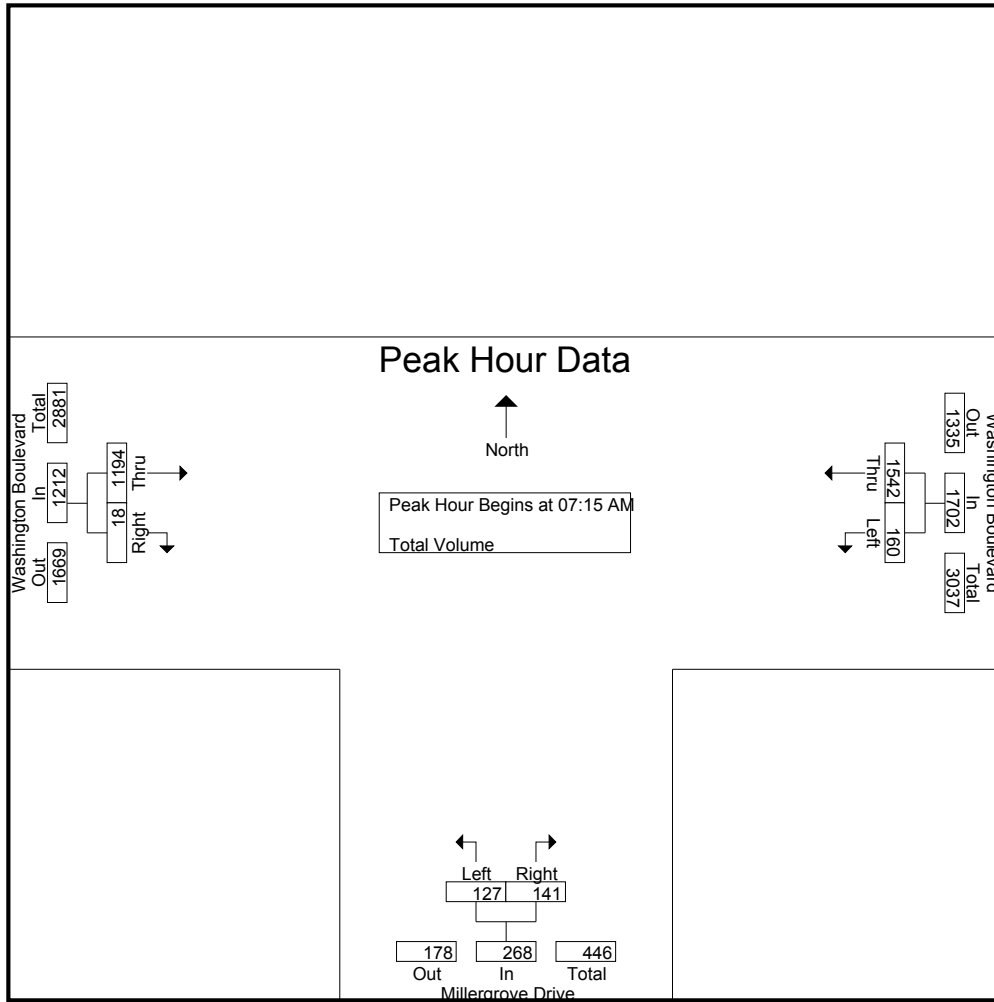 Peak Hour Data
North
Peak Hour Begins at 07:15 AM
Total Volume
Washington Boulevard
Total
2881
In
1212
Out
1669
1194
Thru
18
Right
Washington Boulevard
Out
1335
In
1702
Total
3037
1542
Thru
160
Left
Left
127
Right
141
178
268
446
Out
In
Total
Millergrove Drive